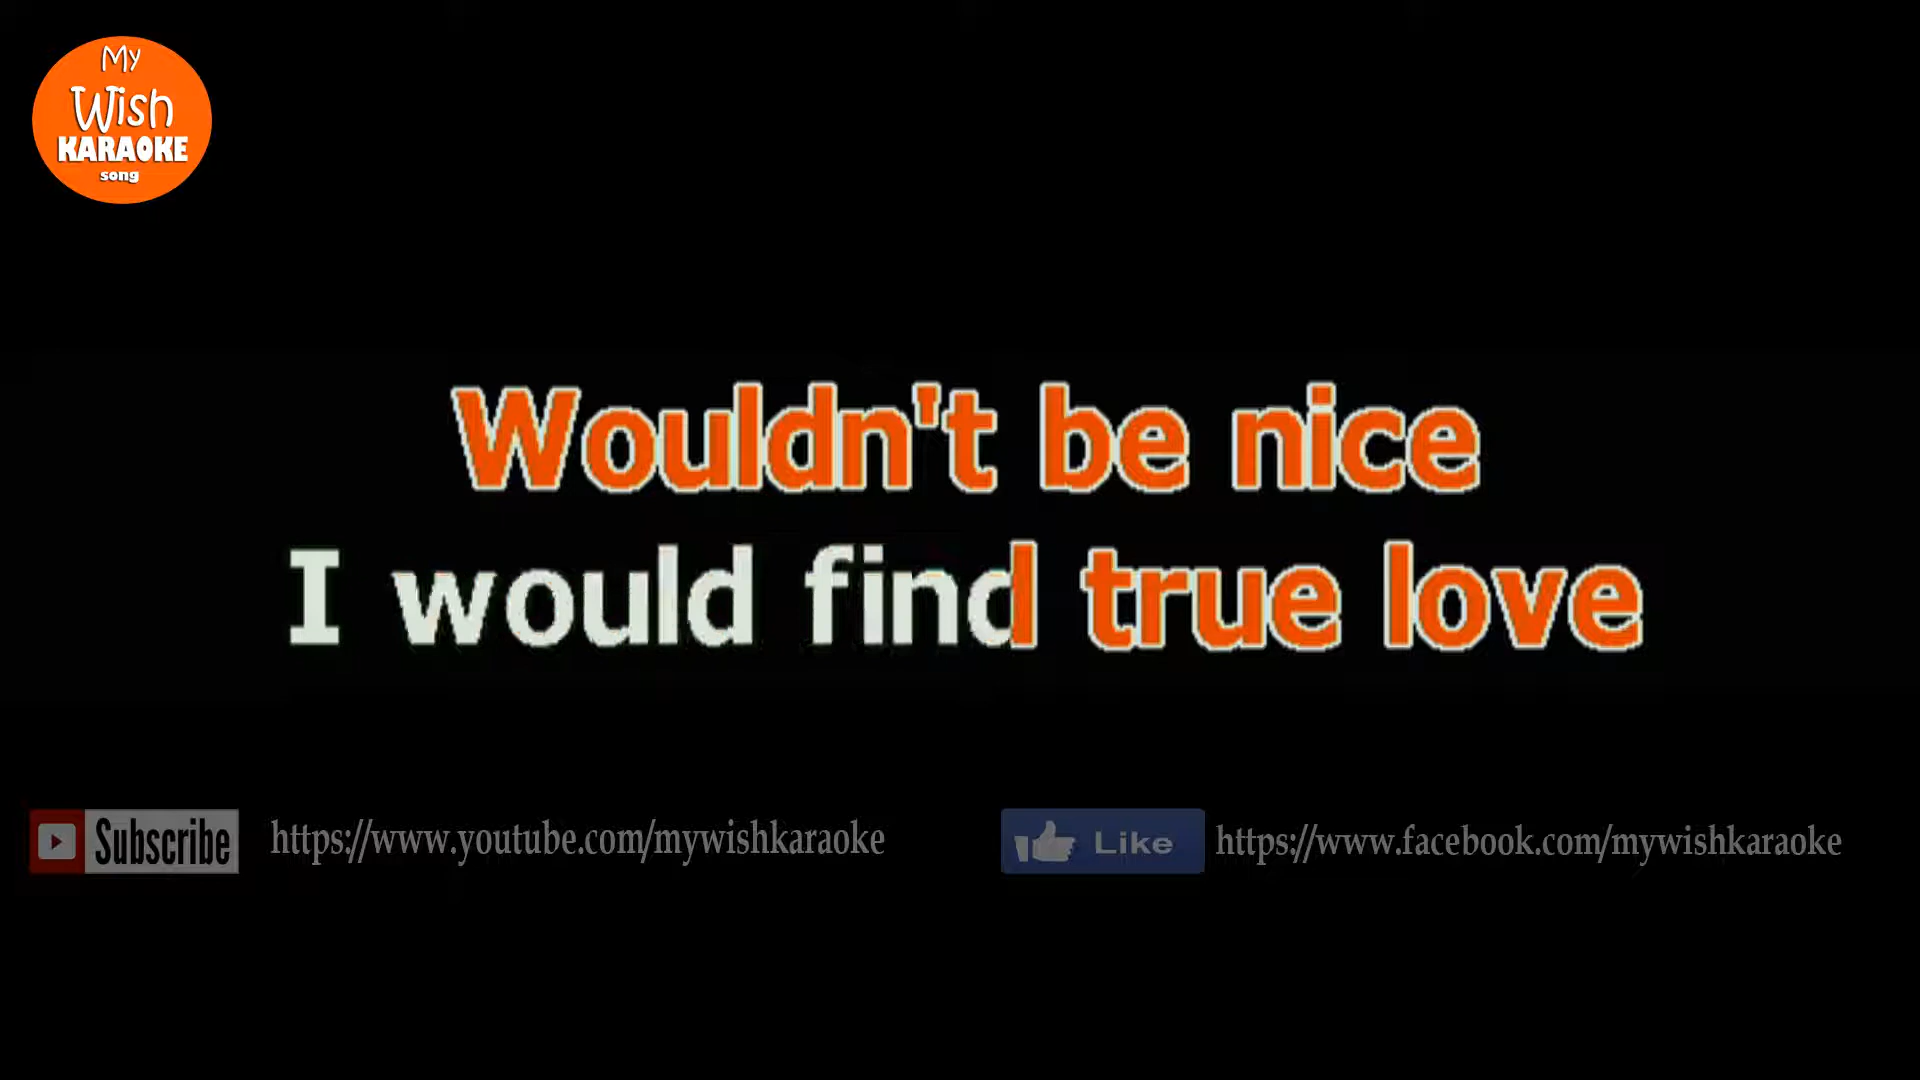 My
Wish
KARAOKE
song
Wouldn't be nice
I would find true love
Subscribe https://www.youtube.com/mywishkaraoke
Like https://www.facebook.com/mywishkaraoke